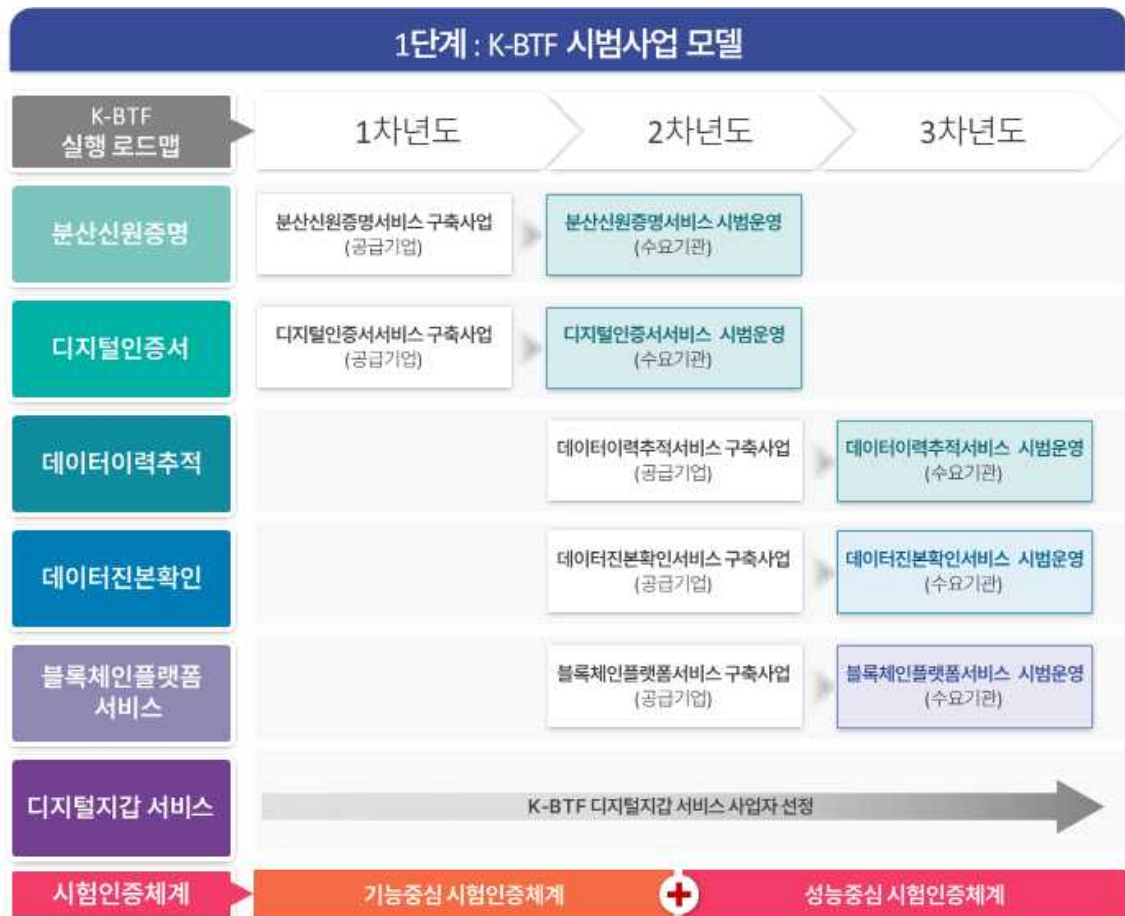 1단계 : K-BTF 시범사업 모델
K-BTF
실행 로드맵
1차년도
2차년도
3차년도
분산신원증명
분산신원증명서비스 구축사업
(공급기업)
분산신원증명서비스 시범운영
(수요기관)
디지털인증서
디지털인증서서비스 구축사업
(공급기업)
디지털인증서서비스 시범운영
(수요기관)
데이터이력추적
데이터이력추적서비스 구축사업
(공급기업)
데이터이력추적서비스 시범운영
(수요기관)
데이터진본확인
데이터진본확인서비스 구축사업
(공급기업)
데이터진본확인서비스 시범운영
(수요기관)
블록체인플랫폼
서비스
블록체인플랫폼서비스 구축사업
(공급기업)
블록체인플랫폼서비스 시범운영
(수요기관)
디지털지갑 서비스
K-BTF 디지털지갑 서비스 사업자 선정
시험인증체계
기능중심 시험인증체계
성능중심 시험인증체계